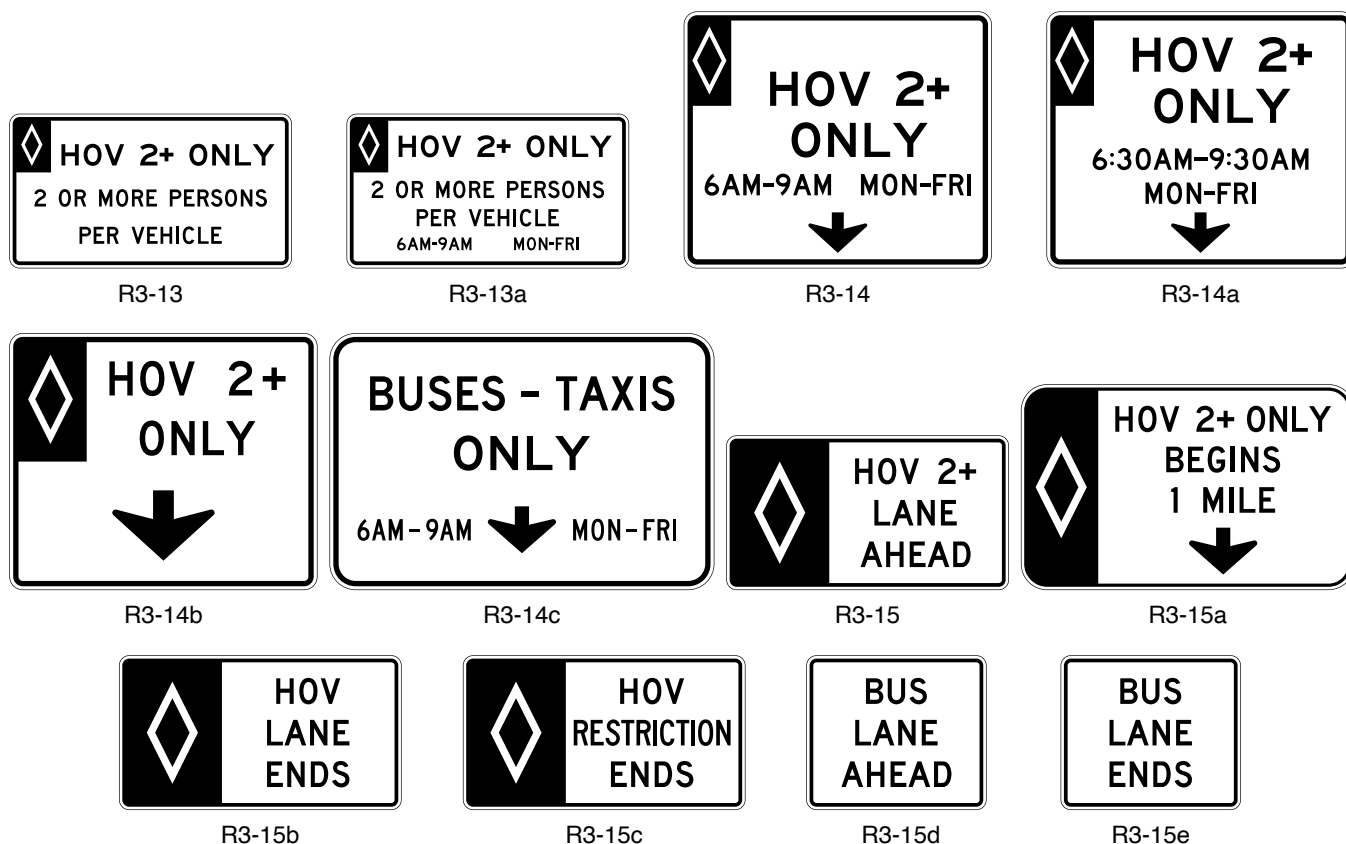 HOV 2+ ONLY
2 OR MORE PERSONS
PER VEHICLE
R3-13
HOV 2+ ONLY
2 OR MORE PERSONS
PER VEHICLE
6AM-9AM MON-FRI
R3-13a
HOV 2+
ONLY
6AM-9AM MON-FRI
R3-14
HOV 2+
ONLY
6:30AM-9:30AM
MON-FRI
R3-14a
HOV 2+
ONLY
R3-14b
BUSES - TAXIS
ONLY
6AM-9AM MON-FRI
R3-14c
HOV 2+
LANE
AHEAD
R3-15
HOV 2+ ONLY
BEGINS
1 MILE
R3-15a
HOV
LANE
ENDS
R3-15b
HOV
RESTRICTION
ENDS
R3-15c
BUS
LANE
AHEAD
R3-15d
BUS
LANE
ENDS
R3-15e